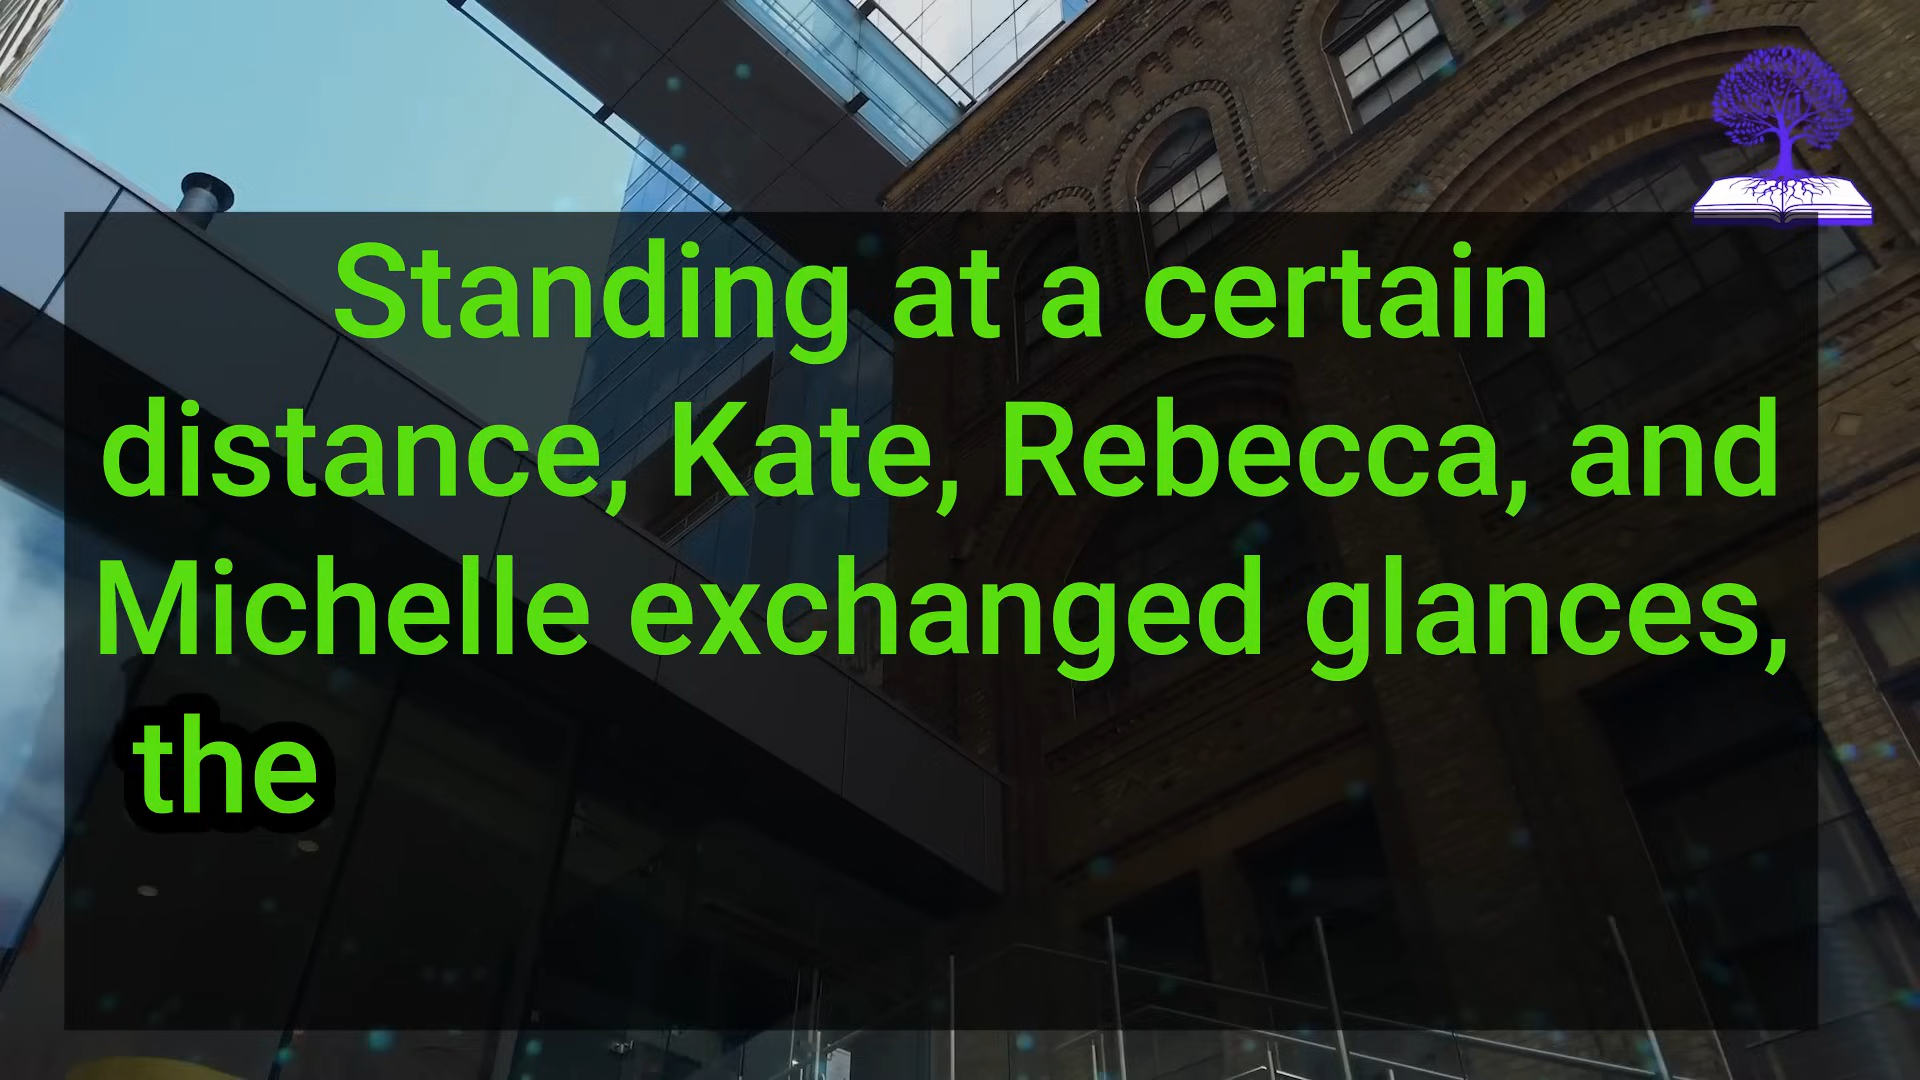 Standing at a certain
distance, Kate, Rebecca, and
Michelle exchanged glances,
the